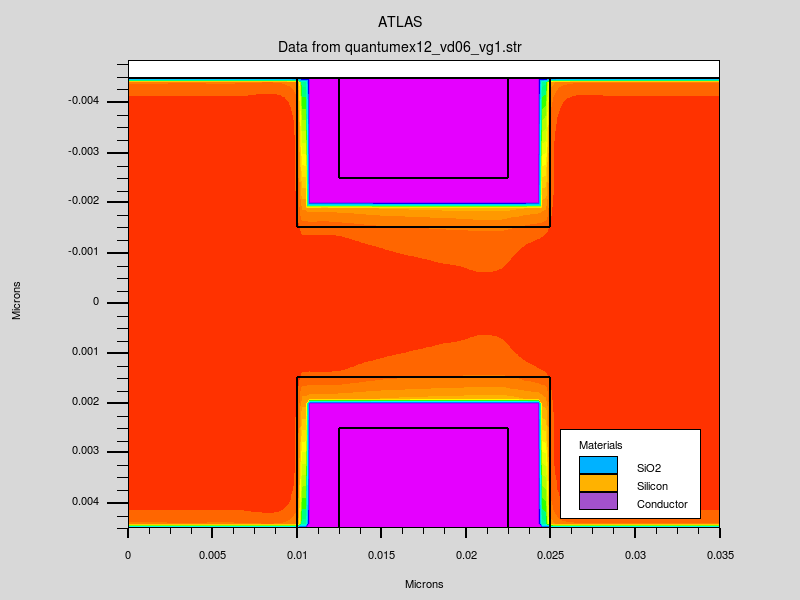 ATLAS
Data from quantumex12_vd06_vg1.str
-0.004
-0.003
-0.002
-0.001
0
0.001
0.002
0.003
0.004
Microns
Materials
SiO2
Silicon
Conductor
0 0.005 0.01 0.015 0.02 0.025 0.03 0.035
Microns